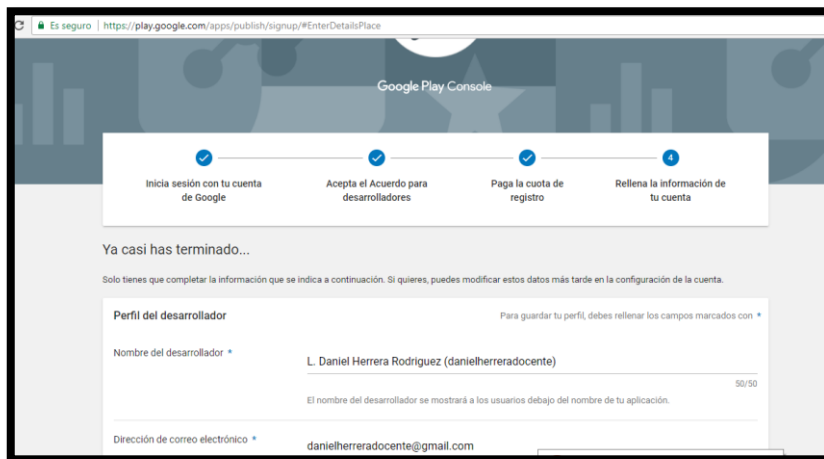 Es seguro | https://play.google.com/apps/publish/signup/#EnterDetailsPlace
Google Play Console
4
Inicia sesión con tu cuenta
de Google
Acepta el Acuerdo para
desarrolladores
Paga la cuota de
registro
Rellena la información de
tu cuenta
Ya casi has terminado...
Solo tienes que completar la información que se indica a continuación. Si quieres, puedes modificar estos datos más tarde en la configuración de la cuenta.
Perfil del desarrollador
Para guardar tu perfil, debes rellenar los campos marcados con *
Nombre del desarrollador *
L. Daniel Herrera Rodriguez (danielherreradocente)
50/50
El nombre del desarrollador se mostrará a los usuarios debajo del nombre de tu aplicación.
Dirección de correo electrónico *
danielherreradocente@gmail.com